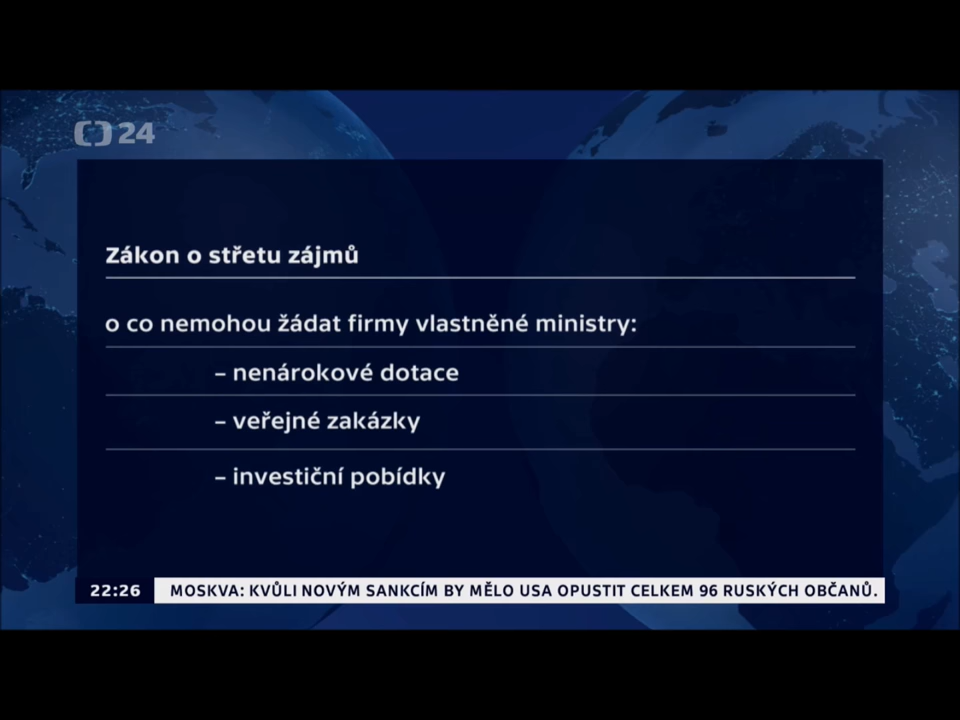 24
Zákon o střetu zájmů
o co nemohou žádat firmy vlastněné ministry:
– nenárokové dotace
– veřejné zakázky
– investiční pobídky
22:26 MOSKVA: KVŮLI NOVÝM SANKCÍM BY MĚLO USA OPUSTIT CELKEM 96 RUSKÝCH OBČANŮ.